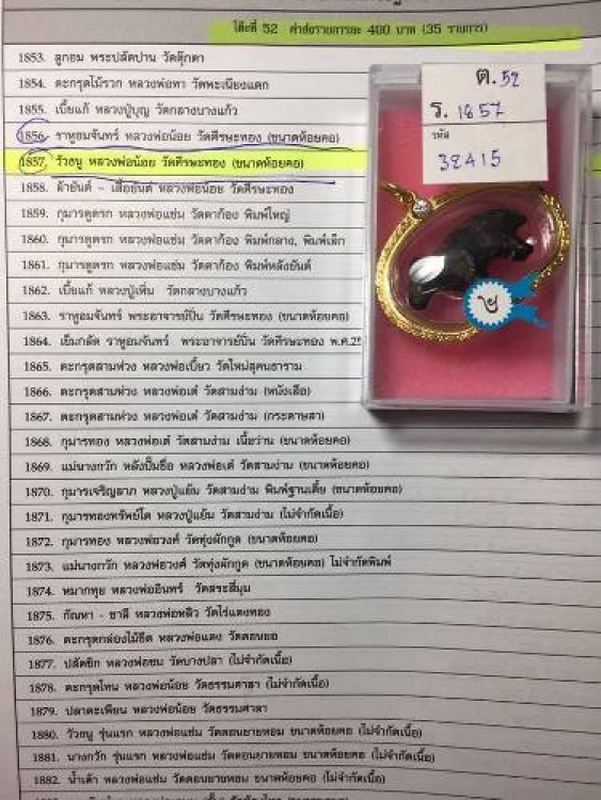 โต๊ะที่ 52 ค่าส่งรายการละ 400 บาท (35 รายการ)
1853. ลูกอม พระปลัดปาน วัดตุ๊กตา
1854. ตะกรุดไม้รวก หลวงพ่อทา วัดพะเนียงแตก
1855. เบี้ยแก้ หลวงปู่บุญ วัดกลางบางแก้ว
1856. ราหูอมจันทร์ หลวงพ่อน้อย วัดศีรษะทอง (ขนาดห้อยคอ)
1857. วัวธนู หลวงพ่อน้อย วัดศีรษะทอง (ขนาดห้อยคอ)
1858. ผ้ายันต์ - เสื้อยันต์ หลวงพ่อน้อย วัดศีรษะทอง
1859. กุมารดูดรก หลวงพ่อแช่ม วัดตาก้อง พิมพ์ใหญ่
1860. กุมารดูดรก หลวงพ่อแช่ม วัดตาก้อง พิมพ์กลาง, พิมพ์เล็ก
1861. กุมารดูดรก หลวงพ่อแช่ม วัดตาก้อง พิมพ์หลังยันต์
1862. เบี้ยแก้ หลวงปู่เพิ่ม วัดกลางบางแก้ว
1863. ราหูอมจันทร์ พระอาจารย์ปิ่น วัดศีรษะทอง (ขนาดห้อยคอ)
1864. เข็มกลัด ราหูอมจันทร์ พระอาจารย์ปิ่น วัดศีรษะทอง พ.ศ.25
1865. ตะกรุดสามห่วง หลวงพ่อเบี้ยว วัดใหม่สุคนธาราม
1866. ตะกรุดสามห่วง หลวงพ่อเต๋ วัดสามง่าม (หนังเสือ)
1867. ตะกรุดสามห่วง หลวงพ่อเต๋ วัดสามง่าม (กระดาษสา)
1868. กุมารทอง หลวงพ่อเต๋ วัดสามง่าม เนื้อว่าน (ขนาดห้อยคอ)
1869. แม่นางกวัก หลังปั๊มชื่อ หลวงพ่อเต๋ วัดสามง่าม (ขนาดห้อยคอ)
1870. กุมารเจริญลาภ หลวงปู่แย้ม วัดสามง่าม พิมพ์ฐานเตี้ย (ขนาดห้อยคอ)
1871. กุมารทองทรัพย์โต หลวงปู่แย้ม วัดสามง่าม (ไม่จำกัดเนื้อ)
1872. กุมารทอง หลวงพ่อวงศ์ วัดทุ่งผักกูด (ขนาดห้อยคอ)
1873. แม่นางกวัก หลวงพ่อวงศ์ วัดทุ่งผักกูด (ขนาดห้อยคอ) ไม่จำกัดพิมพ์
1874. หมากทุย หลวงพ่ออินทร์ วัดสระสี่มุม
1875. กัณหา - ชาลี หลวงพ่อหลิว วัดไร่แตงทอง
1876. ตะกรุดกล่องไม้ขีด หลวงพ่อแดง วัดดอนยอ
1877. ปลัดขิก หลวงพ่อชน วัดบางปลา (ไม่จำกัดเนื้อ)
1878. ตะกรุดโทน หลวงพ่อน้อย วัดธรรมศาลา (ไม่จำกัดเนื้อ)
1879. ปลาตะเพียน หลวงพ่อน้อย วัดธรรมศาลา
1880. วัวธนู รุ่นแรก หลวงพ่อแช่ม วัดดอนยายหอม ขนาดห้อยคอ (ไม่จำกัดเนื้อ)
1881. นางกวัก รุ่นแรก หลวงพ่อแช่ม วัดดอนยายหอม ขนาดห้อยคอ (ไม่จำกัดเนื้อ)
1882. น้ำเต้า หลวงพ่อแช่ม วัดดอนยายหอม ขนาดห้อยคอ (ไม่จำกัดเนื้อ)
ต.52
ร. 1857
รหัส
32415